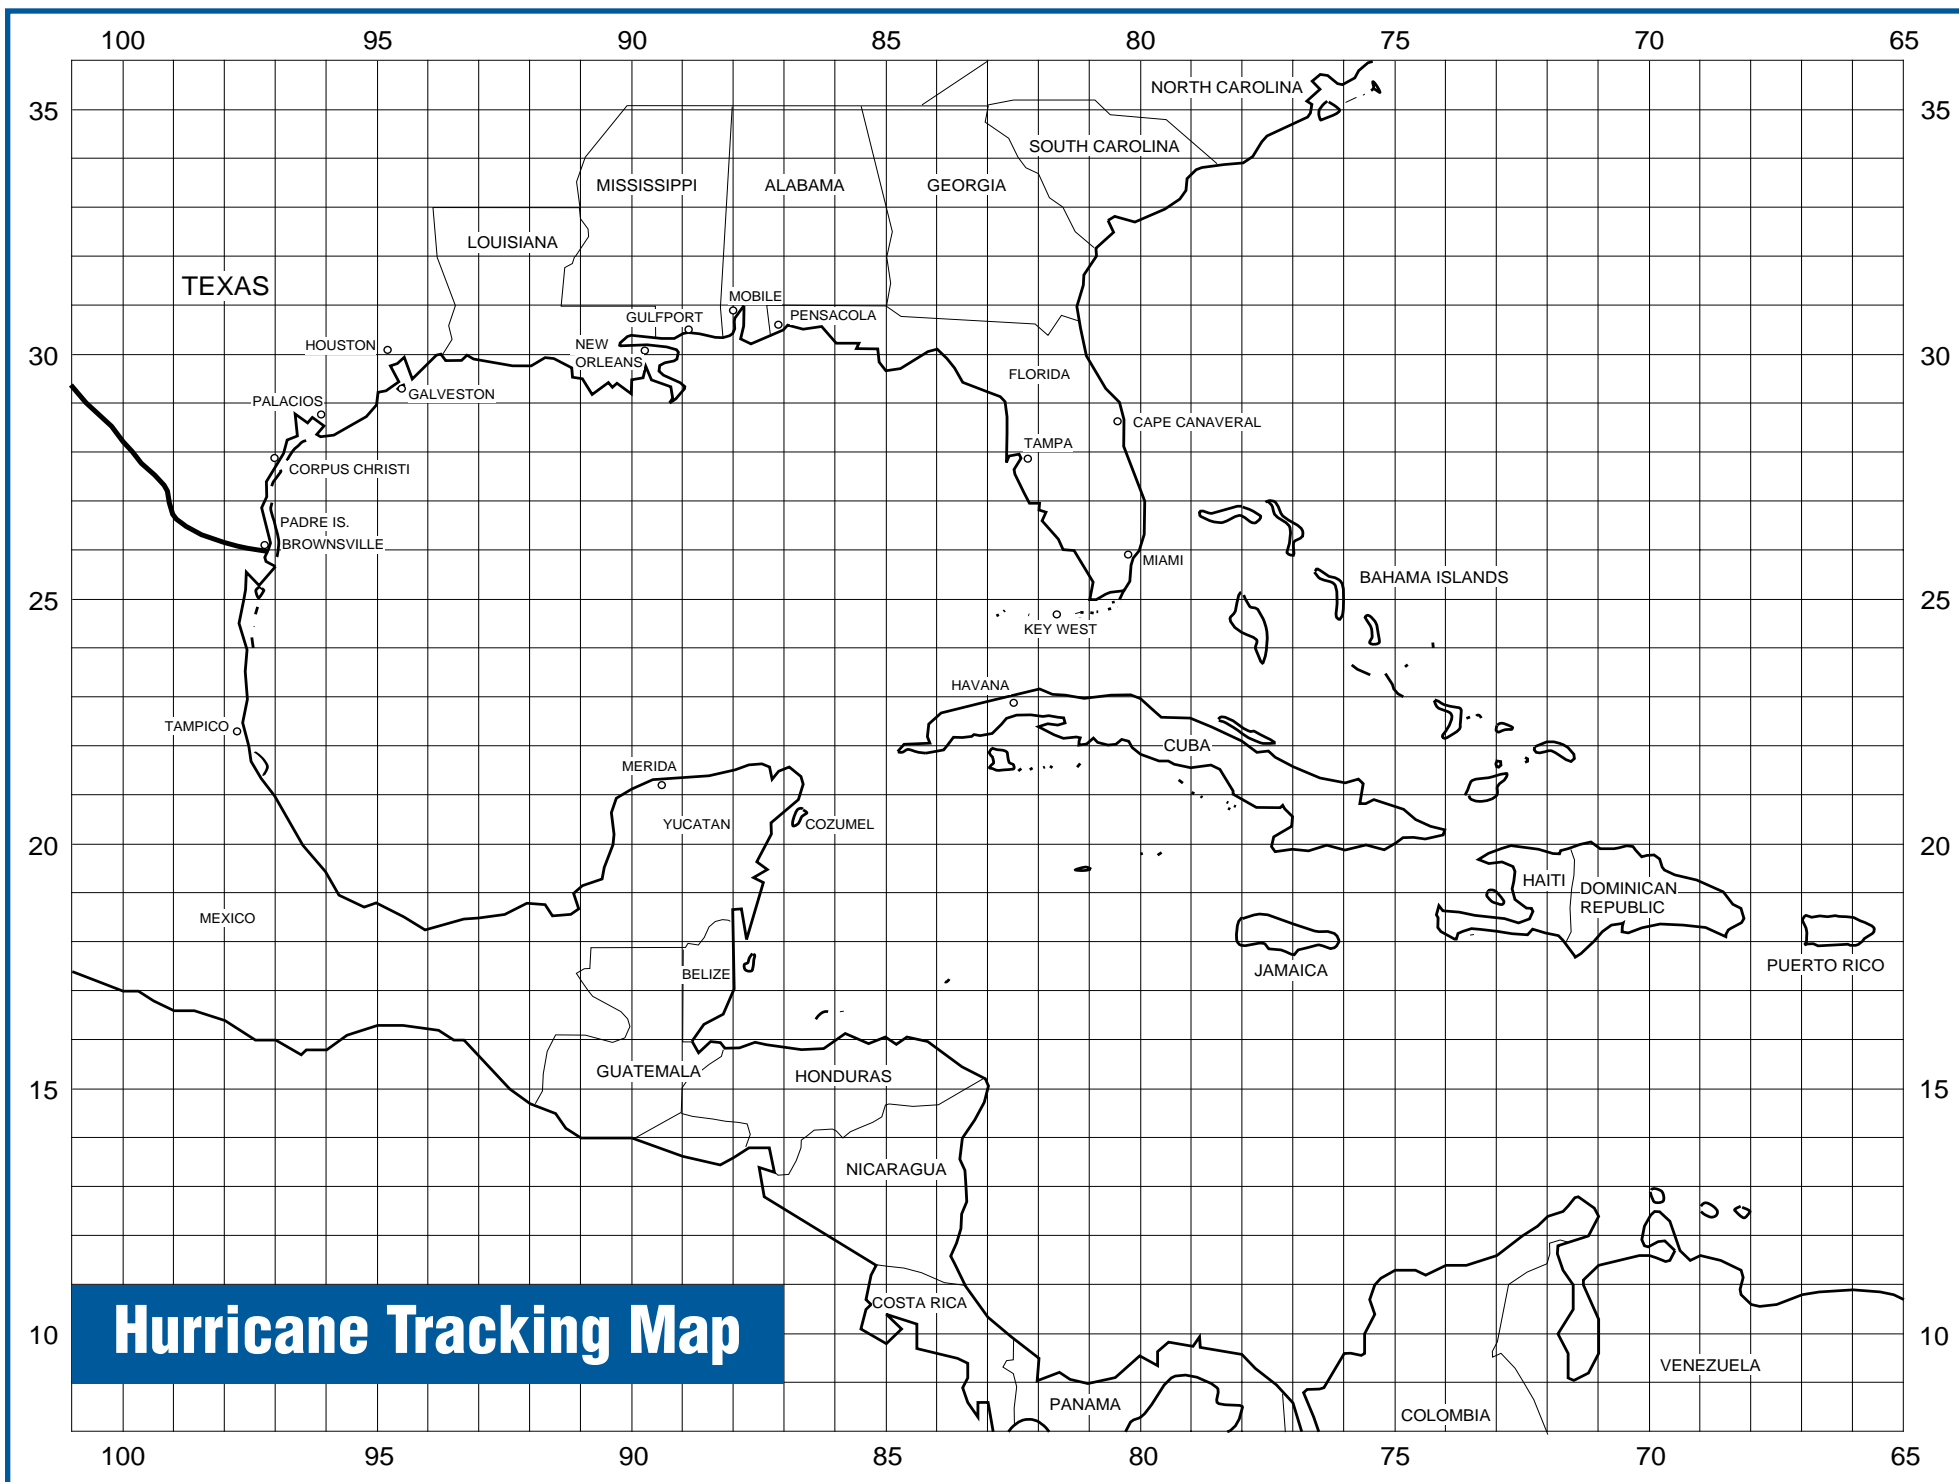 100 95 90 85 80 75 70 65
NORTH CAROLINA
35 35
SOUTH CAROLINA
MISSISSIPPI ALABAMA GEORGIA
LOUISIANA
TEXAS
MOBILE
GULFPORT PENSACOLA
HOUSTON
NEW
ORLEANS
30 30
FLORIDA
GALVESTON
PALACIOS
CAPE CANAVERAL
TAMPA
CORPUS CHRISTI
PADRE IS.
BROWNSVILLE
MIAMI
BAHAMA ISLANDS
25 25
KEY WEST
HAVANA
TAMPICO
CUBA
MERIDA
YUCATAN COZUMEL
20 20
HAITI
DOMINICAN
REPUBLIC
MEXICO
PUERTO RICO
JAMAICA
BELIZE
GUATEMALA
HONDURAS
15 15
NICARAGUA
COSTA RICA
Hurricane Tracking Map
10 10
VENEZUELA
PANAMA
COLOMBIA
100 95 90 85 80 75 70 65